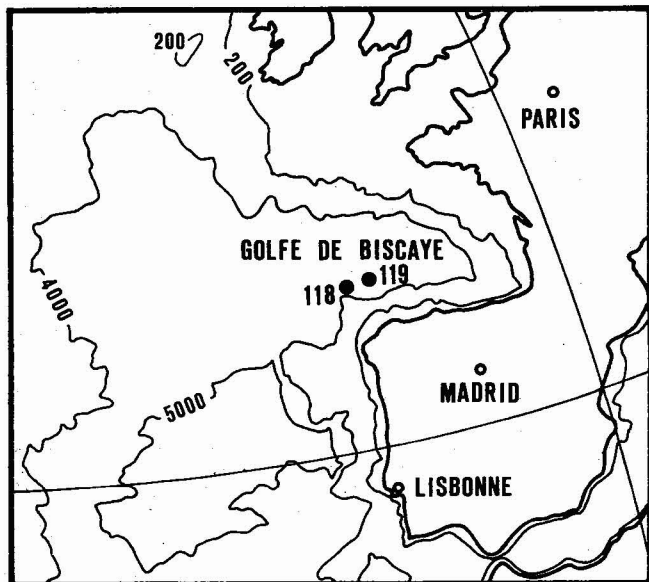 200
200
PARIS
GOLFE DE BISCAYE
119
118
4000
MADRID
5000
LISBONNE